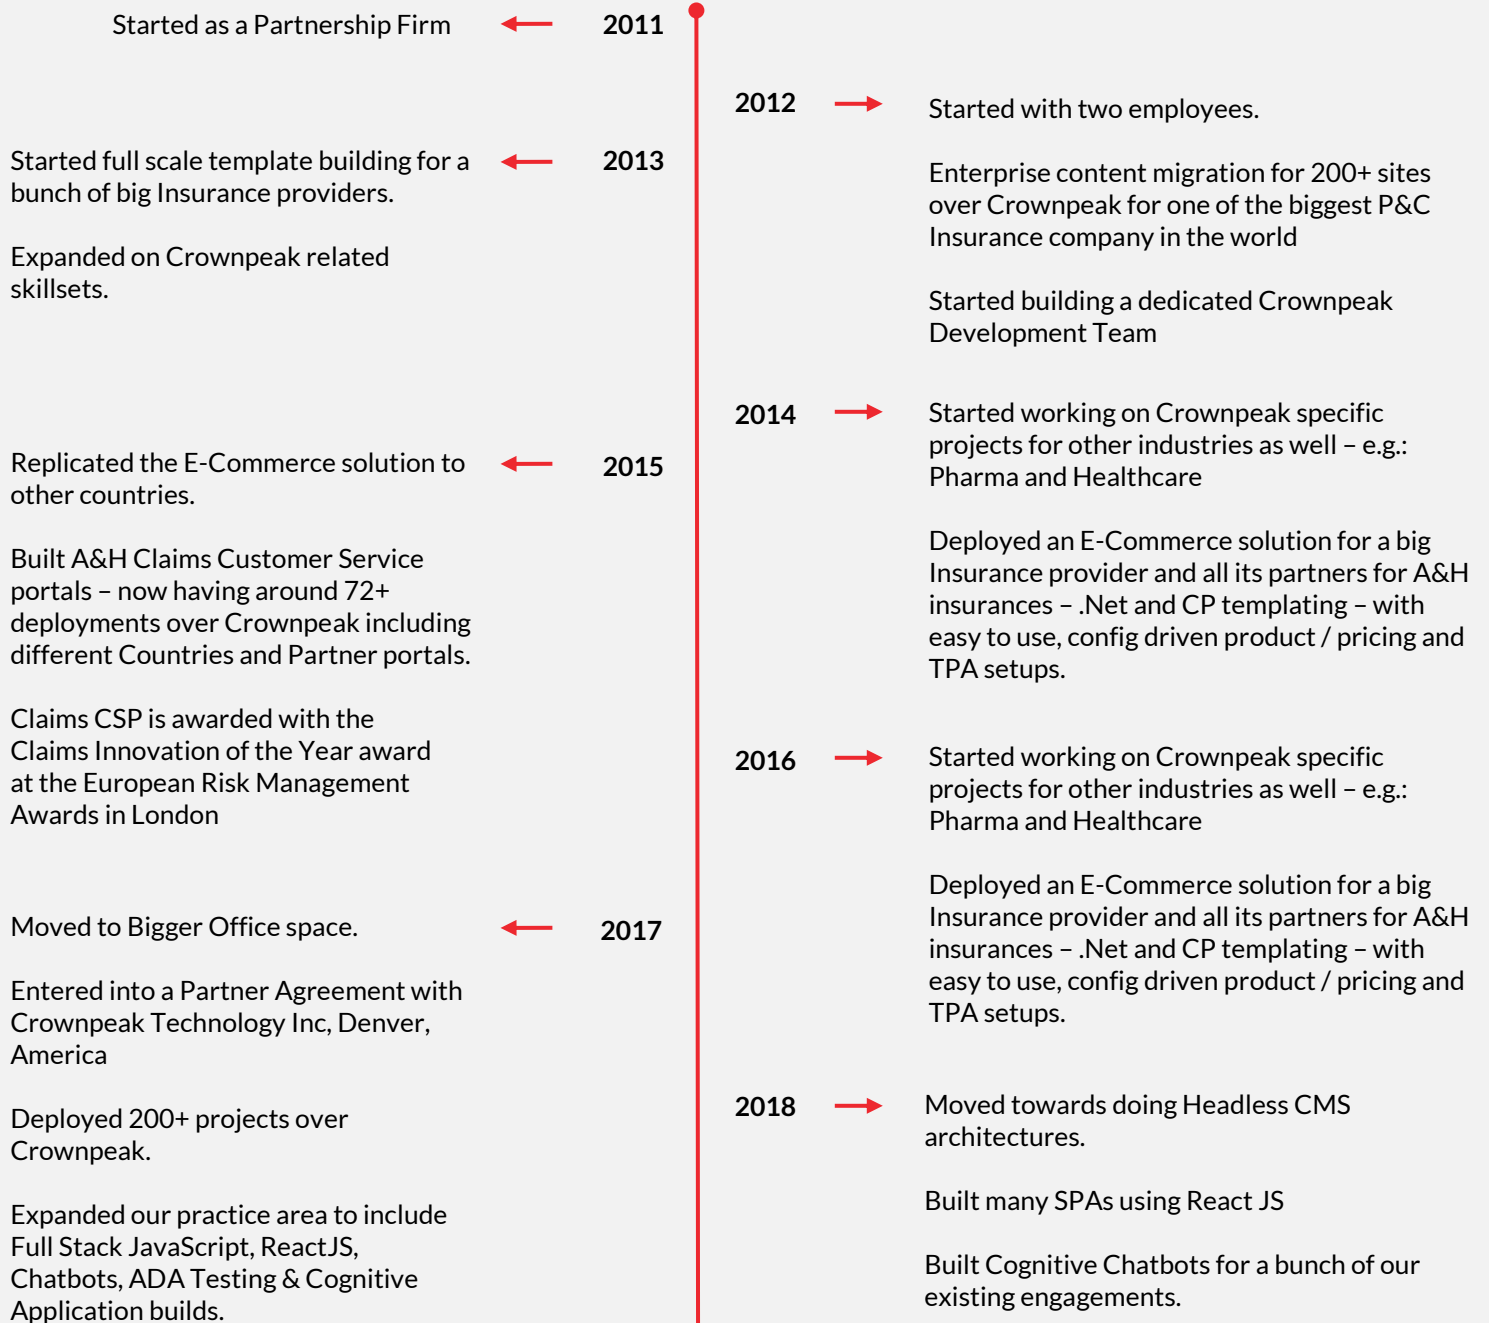 Started as a Partnership Firm
2011
2012
Started with two employees.
Enterprise content migration for 200+ sites
over Crownpeak for one of the biggest P&C
Insurance company in the world
Started building a dedicated Crownpeak
Development Team
2013
Started full scale template building for a
bunch of big Insurance providers.
Expanded on Crownpeak related
skillsets.
2014
Started working on Crownpeak specific
projects for other industries as well – e.g.:
Pharma and Healthcare
Deployed an E-Commerce solution for a big
Insurance provider and all its partners for A&H
insurances – .Net and CP templating – with
easy to use, config driven product / pricing and
TPA setups.
2015
Replicated the E-Commerce solution to
other countries.
Built A&H Claims Customer Service
portals – now having around 72+
deployments over Crownpeak including
different Countries and Partner portals.
Claims CSP is awarded with the
Claims Innovation of the Year award
at the European Risk Management
Awards in London
2016
Started working on Crownpeak specific
projects for other industries as well – e.g.:
Pharma and Healthcare
Deployed an E-Commerce solution for a big
Insurance provider and all its partners for A&H
insurances – .Net and CP templating – with
easy to use, config driven product / pricing and
TPA setups.
2017
Moved to Bigger Office space.
Entered into a Partner Agreement with
Crownpeak Technology Inc, Denver,
America
Deployed 200+ projects over
Crownpeak.
Expanded our practice area to include
Full Stack JavaScript, ReactJS,
Chatbots, ADA Testing & Cognitive
Application builds.
2018
Moved towards doing Headless CMS
architectures.
Built many SPAs using React JS
Built Cognitive Chatbots for a bunch of our
existing engagements.